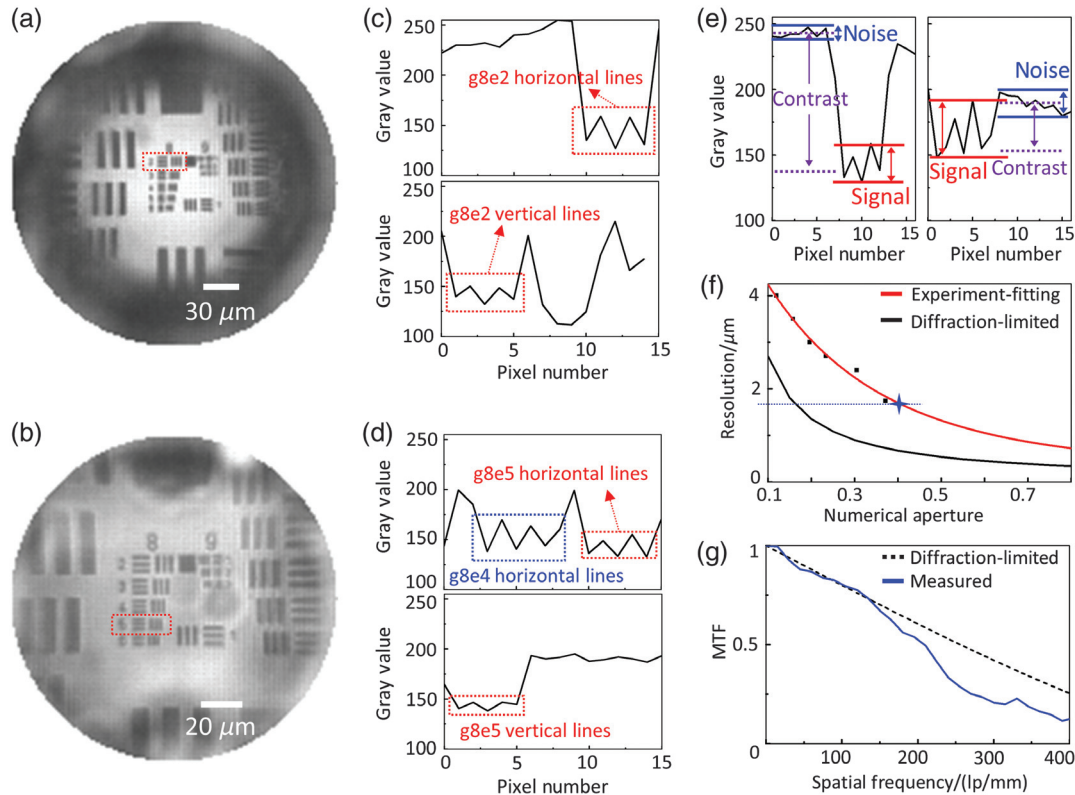 (a)
30 μm
(b)
8 9
2
3
4
5
20 μm
(c)
250
200
150
100
Gray value
g8e2 horizontal lines
250
200
150
100
Gray value
g8e2 vertical lines
0 5 10 15
Pixel number
(d)
250
200
150
100
Gray value
g8e5 horizontal lines
g8e4 horizontal lines
250
200
150
100
Gray value
g8e5 vertical lines
0 5 10 15
Pixel number
(e)
250
200
150
100
Gray value
Noise
Contrast
Signal
0 5 10 15
Pixel number
Noise
Signal
Contrast
0 5 10 15
Pixel number
(f)
4
2
0
Resolution/μm
Experiment-fitting
Diffraction-limited
0.1 0.3 0.5 0.7
Numerical aperture
(g)
1
0.5
0
MTF
Diffraction-limited
Measured
0 100 200 300 400
Spatial frequency/(lp/mm)